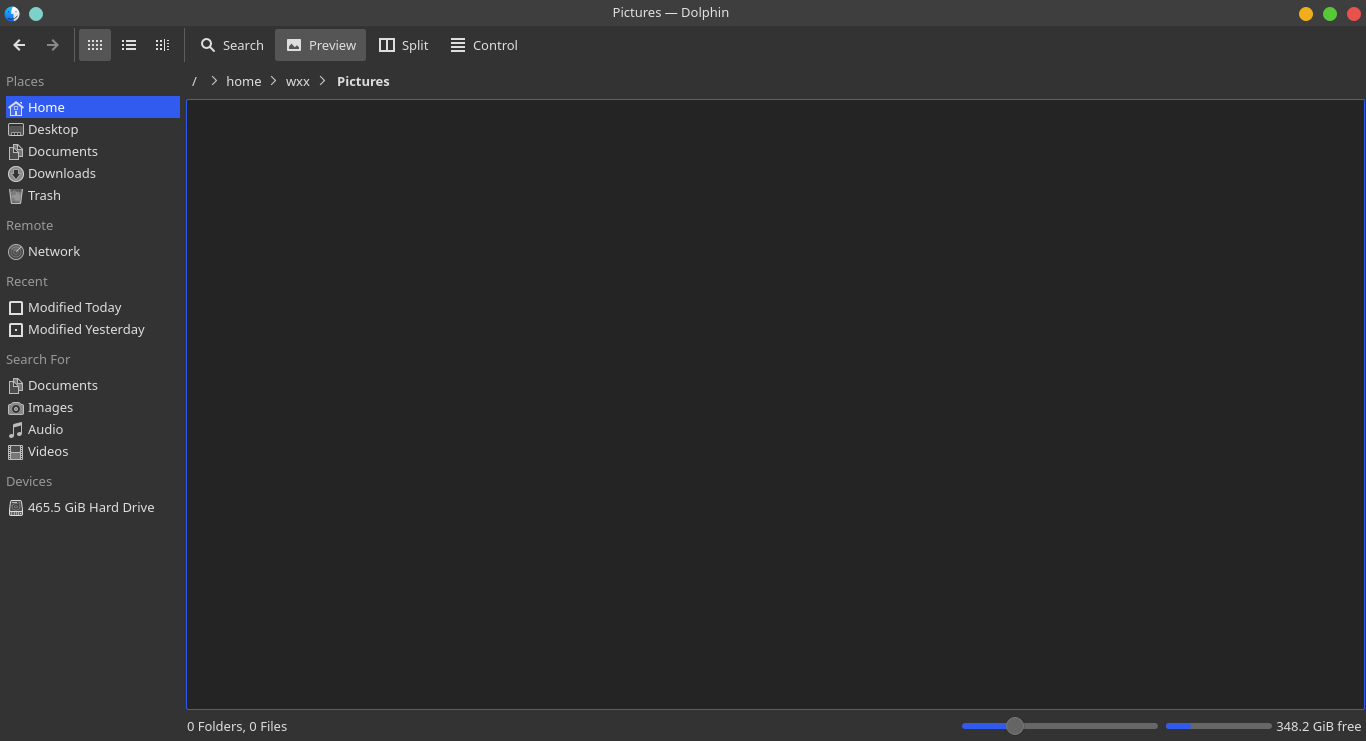 Pictures — Dolphin
Search Preview Split Control
Places
Home
Desktop
Documents
Downloads
Trash
Remote
Network
Recent
Modified Today
Modified Yesterday
Search For
Documents
Images
Audio
Videos
Devices
465.5 GiB Hard Drive
/ home wxx Pictures
0 Folders, 0 Files
348.2 GiB free